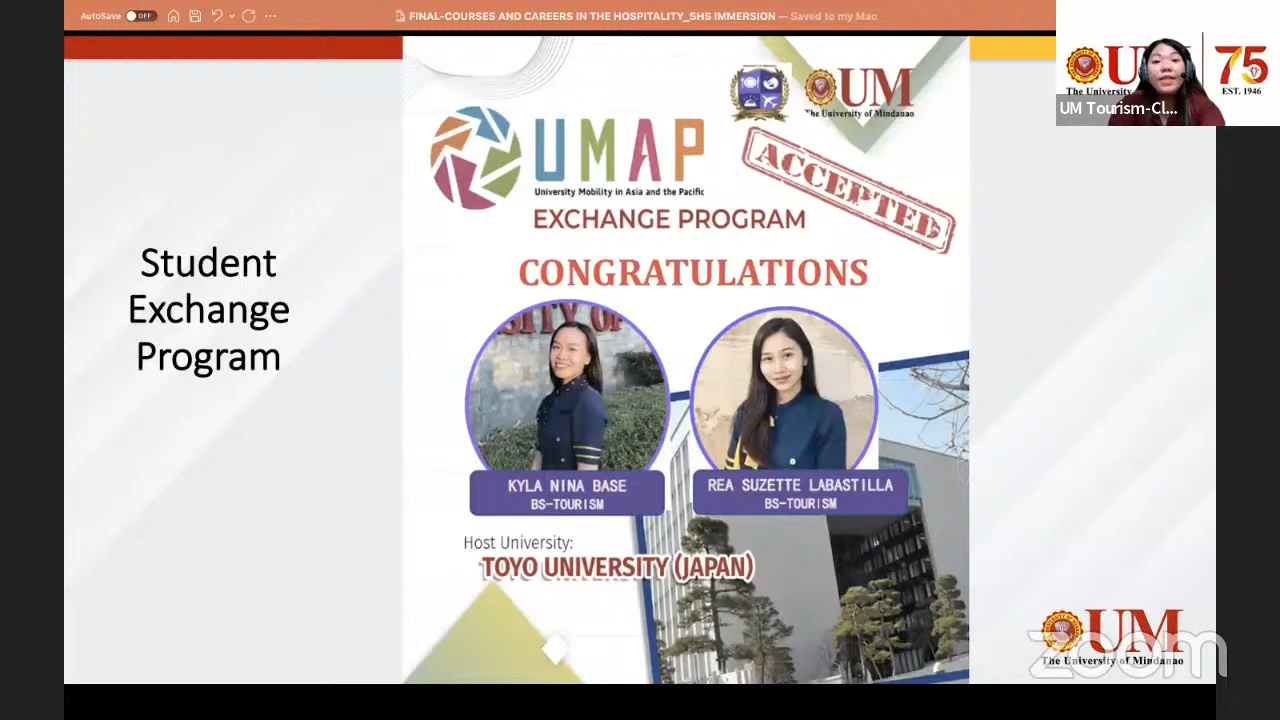 AutoSave OFF
FINAL-COURSES AND CAREERS IN THE HOSPITALITY_SHS IMMERSION — Saved to my Mac
UM
The University of Mindanao
UMAP
University Mobility in Asia and the Pacific
EXCHANGE PROGRAM
ACCEPTED
CONGRATULATIONS
Student
Exchange
Program
KYLA NINA BASE
BS-TOURISM
REA SUZETTE LABASTILLA
BS-TOURISM
Host University:
TOYO UNIVERSITY (JAPAN)
75
The University
EST. 1946
UM Tourism-Cl...
UM
The University of Mindanao
zoom